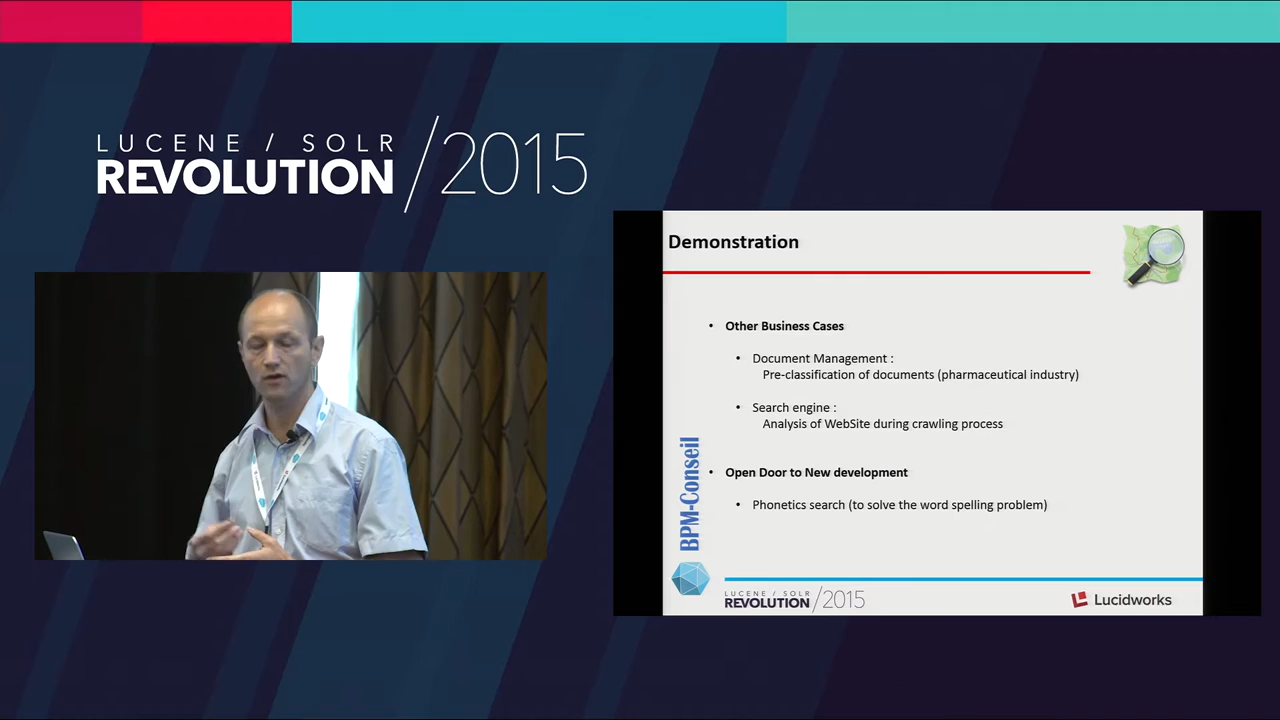 LUCENE / SOLR
REVOLUTION /2015
Demonstration
• Other Business Cases
• Document Management :
Pre-classification of documents (pharmaceutical industry)
• Search engine :
Analysis of WebSite during crawling process
• Open Door to New development
• Phonetics search (to solve the word spelling problem)
BPM-Conseil
LUCENE / SOLR
REVOLUTION /2015
Lucidworks